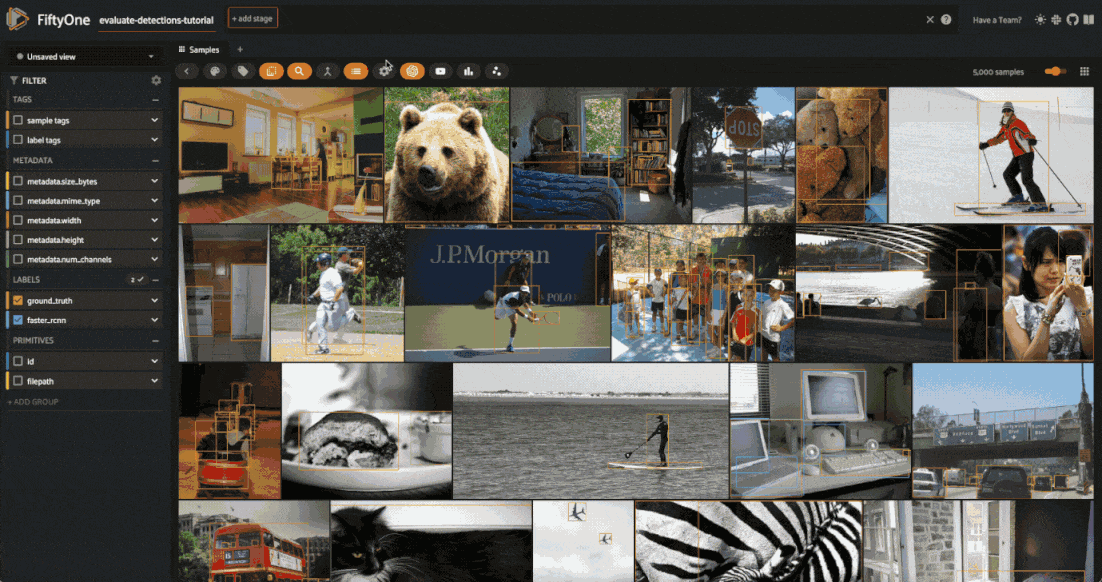 FiftyOne
evaluate-detections-tutorial
+ add stage
Have a Team?
Unsaved view
Samples
+
5,000 samples
FILTER
TAGS
sample tags
label tags
METADATA
metadata.size_bytes
metadata.mime_type
metadata.width
metadata.height
metadata.num_channels
LABELS
2
ground_truth
faster_rcnn
PRIMITIVES
id
filepath
+ ADD GROUP
STOP
J.P.Morgan
POLO